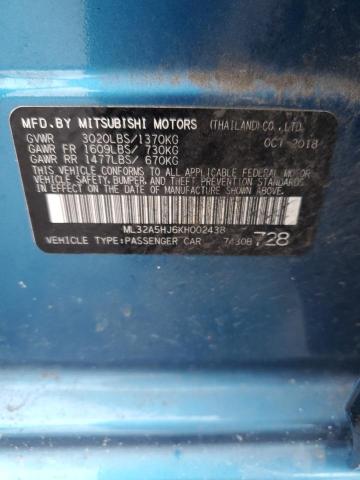 MFD. BY MITSUBISHI MOTORS (THAILAND) CO., LTD.
GVWR 3020LBS/1370KG OCT 2018
GAWR FR 1609LBS/ 730KG
GAWR RR 1477LBS/ 670KG
THIS VEHICLE CONFORMS TO ALL APPLICABLE FEDERAL MOTOR
VEHICLE SAFETY, BUMPER, AND THEFT PREVENTION STANDARDS
IN EFFECT ON THE DATE OF MANUFACTURE SHOWN ABOVE.
ML32A5HJ6KH002438
VEHICLE TYPE:PASSENGER CAR 7430B 728